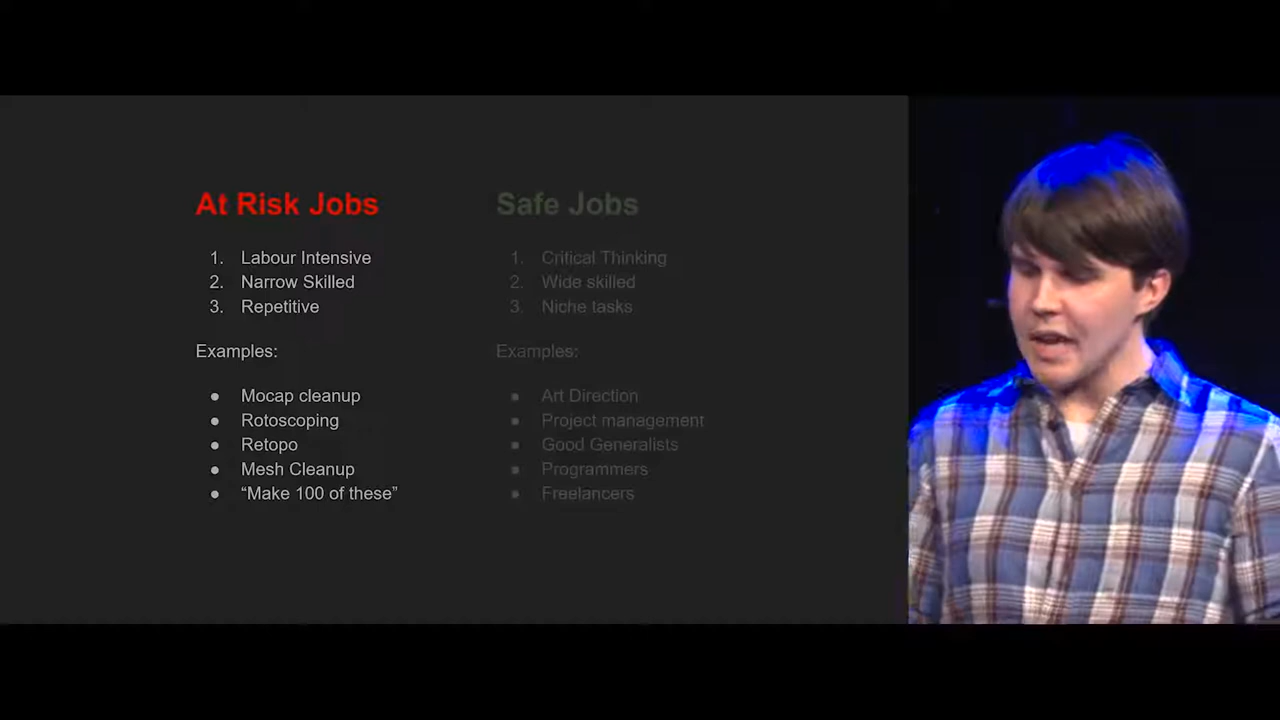 At Risk Jobs
1. Labour Intensive
2. Narrow Skilled
3. Repetitive
Examples:
● Mocap cleanup
● Rotoscoping
● Retopo
● Mesh Cleanup
● “Make 100 of these”
Safe Jobs
1. Critical Thinking
2. Wide skilled
3. Niche tasks
Examples:
● Art Direction
● Project management
● Good Generalists
● Programmers
● Freelancers